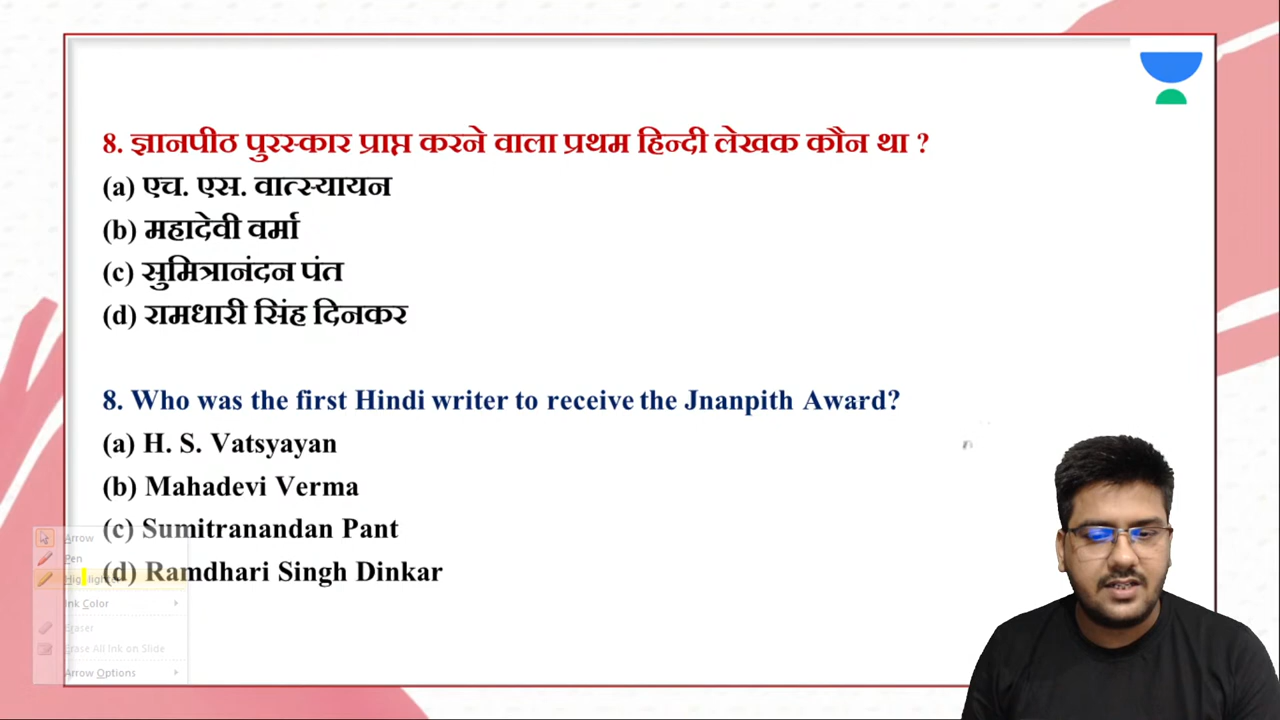 8. ज्ञानपीठ पुरस्कार प्राप्त करने वाला प्रथम हिन्दी लेखक कौन था ?
(a) एच. एस. वात्स्यायन
(b) महादेवी वर्मा
(c) सुमित्रानंदन पंत
(d) रामधारी सिंह दिनकर
8. Who was the first Hindi writer to receive the Jnanpith Award?
(a) H. S. Vatsyayan
(b) Mahadevi Verma
(c) Sumitranandan Pant
(d) Ramdhari Singh Dinkar
Arrow
Pen
Highlighter
Ink Color
Eraser
Erase All Ink on Slide
Arrow Options